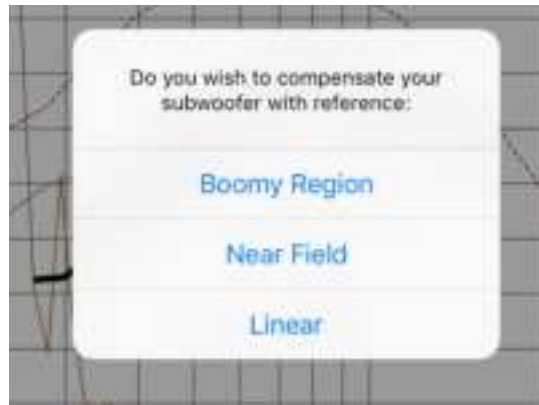 Do you wish to compensate your
subwoofer with reference:
Boomy Region
Near Field
Linear